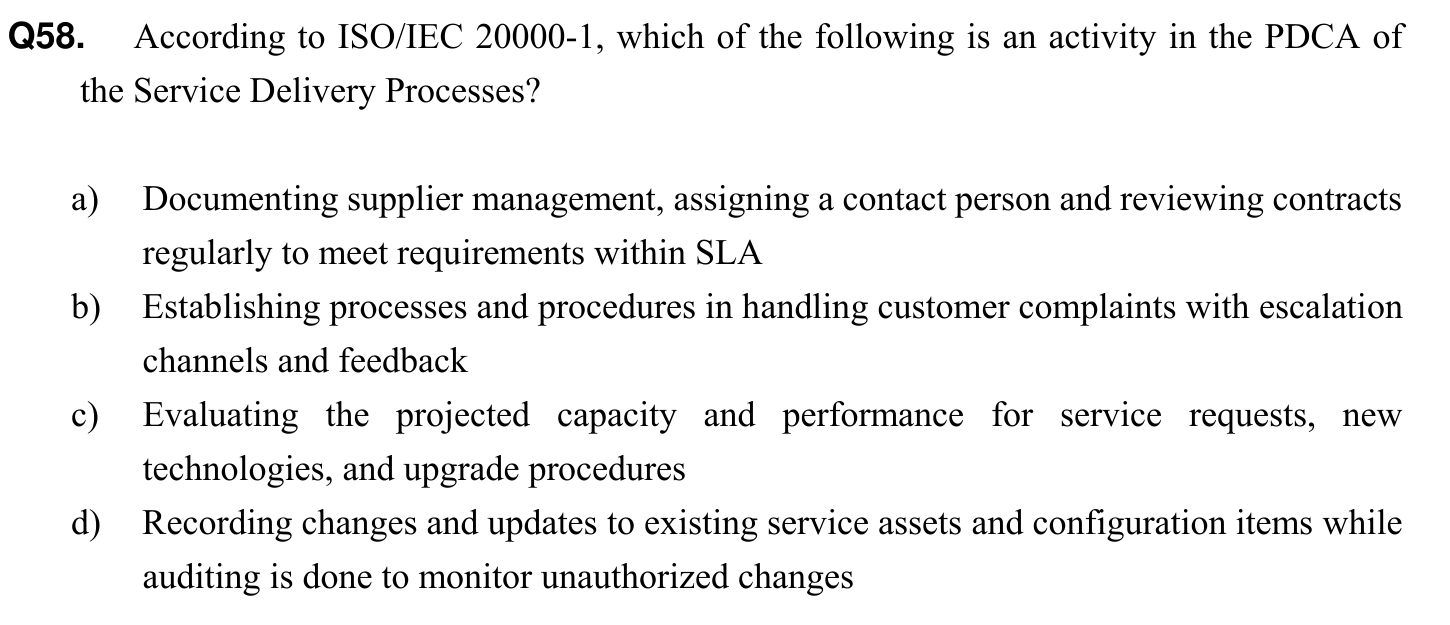 Q58. According to ISO/IEC 20000-1, which of the following is an activity in the PDCA of
the Service Delivery Processes?
a) Documenting supplier management, assigning a contact person and reviewing contracts
regularly to meet requirements within SLA
b) Establishing processes and procedures in handling customer complaints with escalation
channels and feedback
c) Evaluating the projected capacity and performance for service requests, new
technologies, and upgrade procedures
d) Recording changes and updates to existing service assets and configuration items while
auditing is done to monitor unauthorized changes